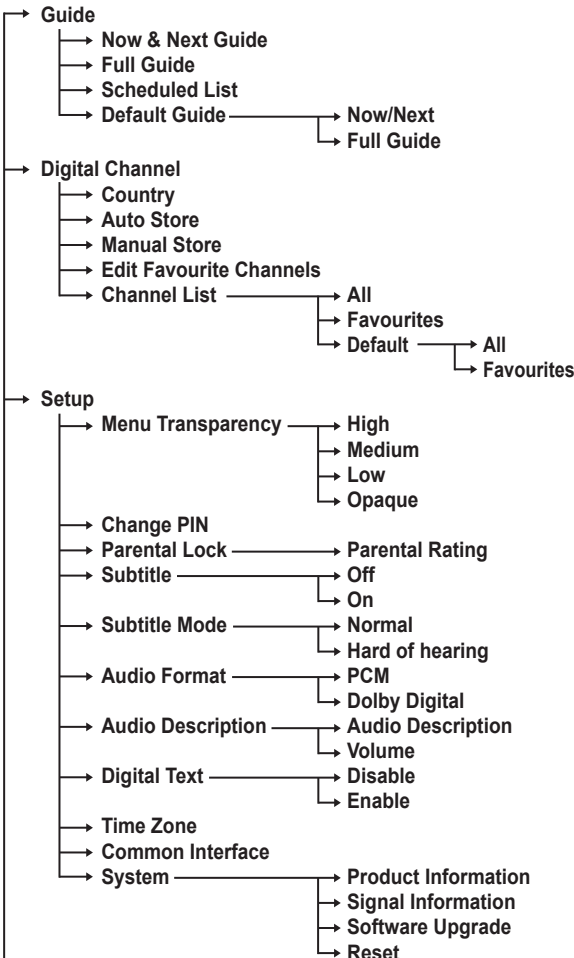 Guide
Now & Next Guide
Full Guide
Scheduled List
Default Guide Now/Next
Full Guide
Digital Channel
Country
Auto Store
Manual Store
Edit Favourite Channels
Channel List All
Favourites
Default All
Favourites
Setup
Menu Transparency High
Medium
Low
Opaque
Change PIN
Parental Lock Parental Rating
Subtitle Off
On
Subtitle Mode Normal
Hard of hearing
Audio Format PCM
Dolby Digital
Audio Description Audio Description
Volume
Digital Text Disable
Enable
Time Zone
Common Interface
System Product Information
Signal Information
Software Upgrade
Reset